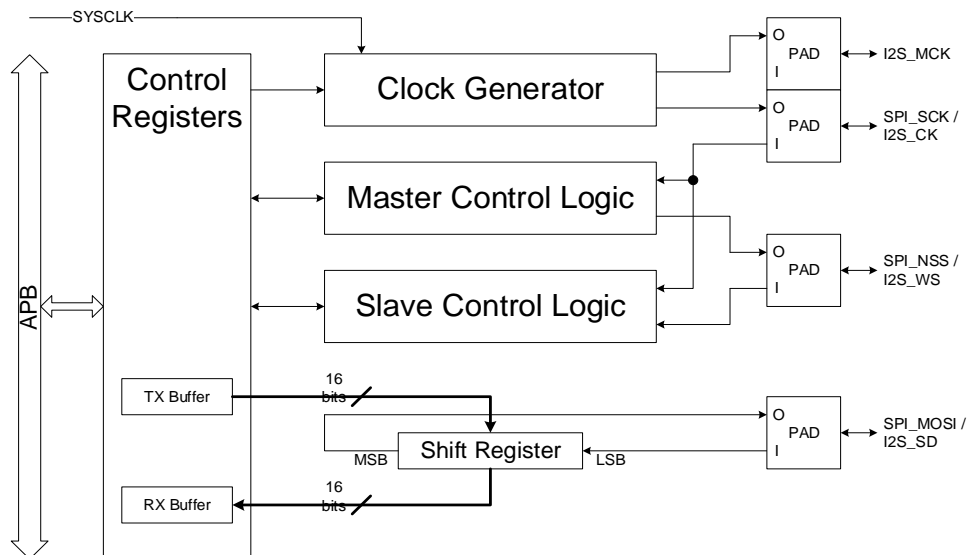 SYSCLK
Control
Registers
Clock Generator
O
PAD
I
I2S_MCK
O
PAD
I
SPI_SCK /
I2S_CK
Master Control Logic
O
PAD
I
SPI_NSS /
I2S_WS
APB
Slave Control Logic
TX Buffer
16
bits
O
PAD
I
SPI_MOSI /
I2S_SD
MSB
Shift Register
LSB
RX Buffer
16
bits